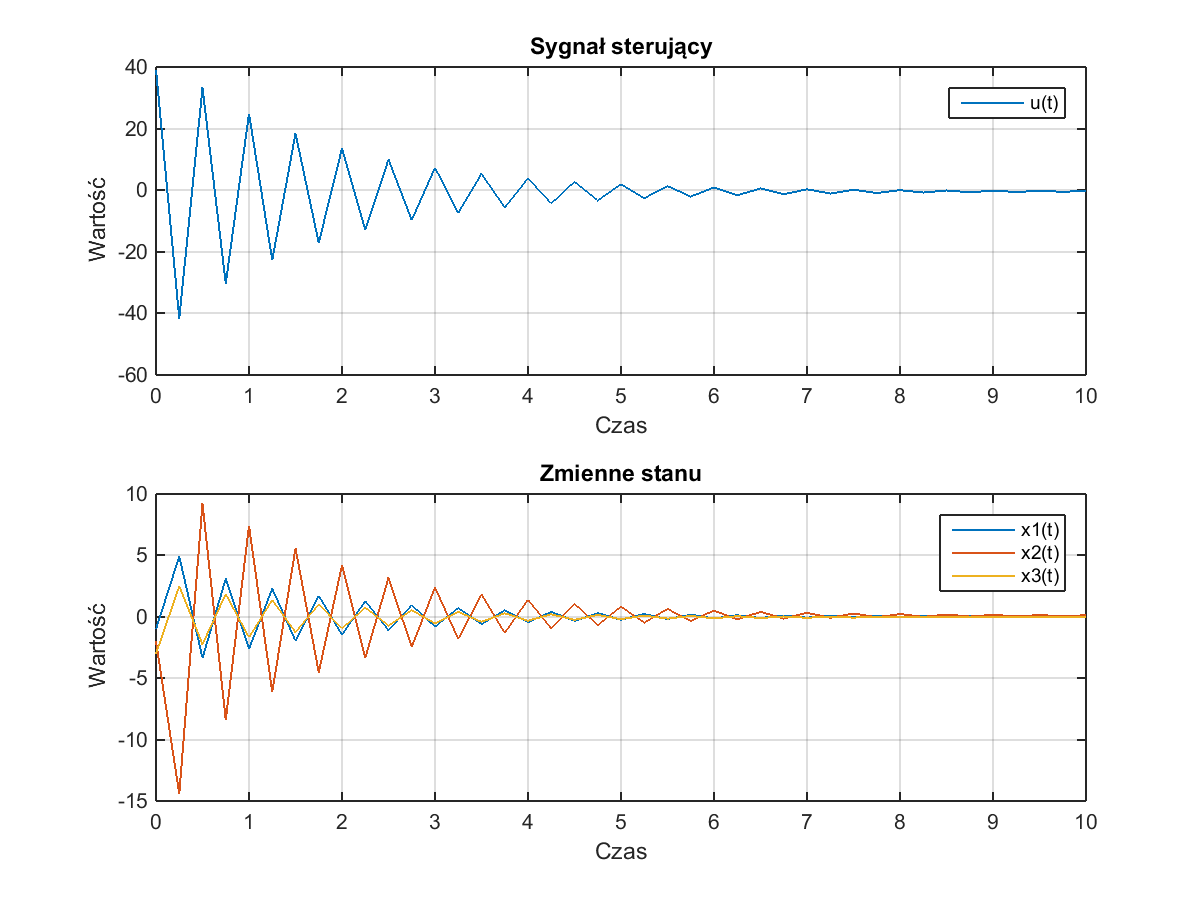 Sygnał sterujący
40
20
0
-20
-40
-60
Wartość
u(t)
0 1 2 3 4 5 6 7 8 9 10
Czas
Zmienne stanu
10
5
0
-5
-10
-15
Wartość
x1(t)
x2(t)
x3(t)
0 1 2 3 4 5 6 7 8 9 10
Czas